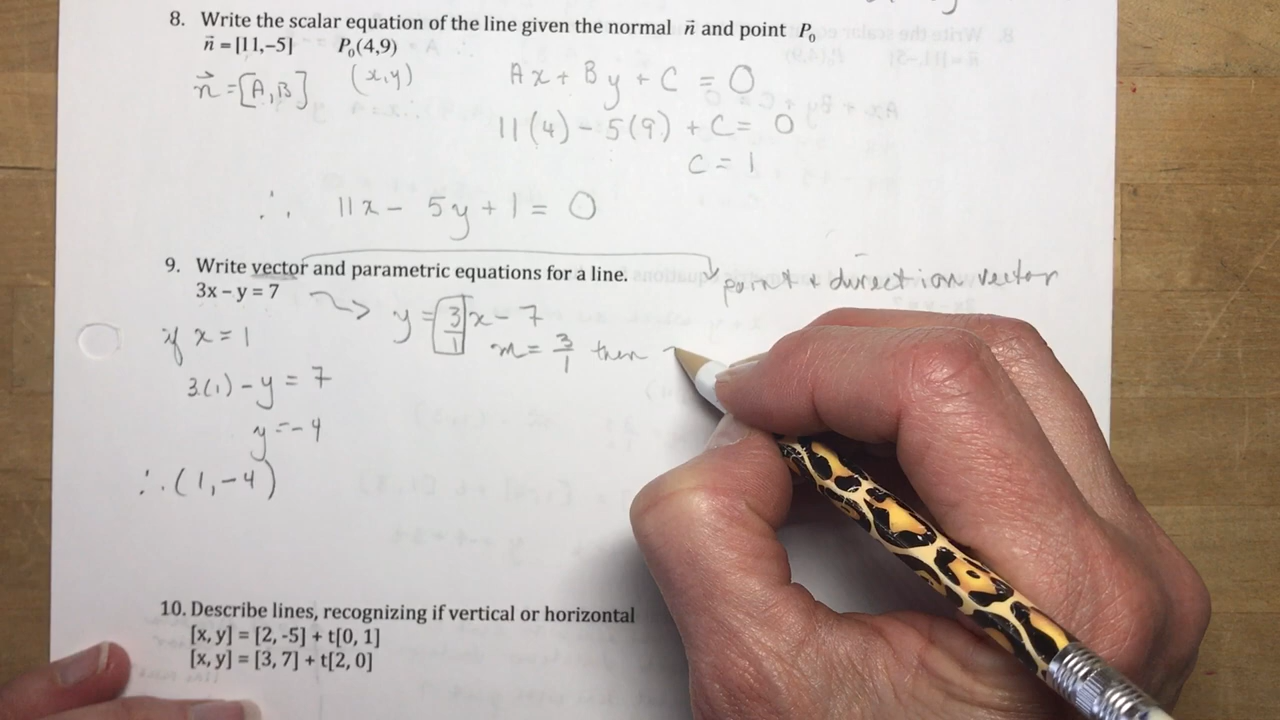 8. Write the scalar equation of the line given the normal n⃗ and point P₀
n⃗ = [11,–5] P₀(4,9)
n⃗ = [A,B] (x,y) Ax + By + C = 0
11(4) - 5(9) + C = 0
C = 1
∴ 11x - 5y + 1 = 0
9. Write vector and parametric equations for a line.
point + direction vector
3x – y = 7
y = 3/1 x - 7
if x = 1
m = 3/1 then
3(1) - y = 7
y = -4
∴ (1,-4)
10. Describe lines, recognizing if vertical or horizontal
[x, y] = [2, -5] + t[0, 1]
[x, y] = [3, 7] + t[2, 0]